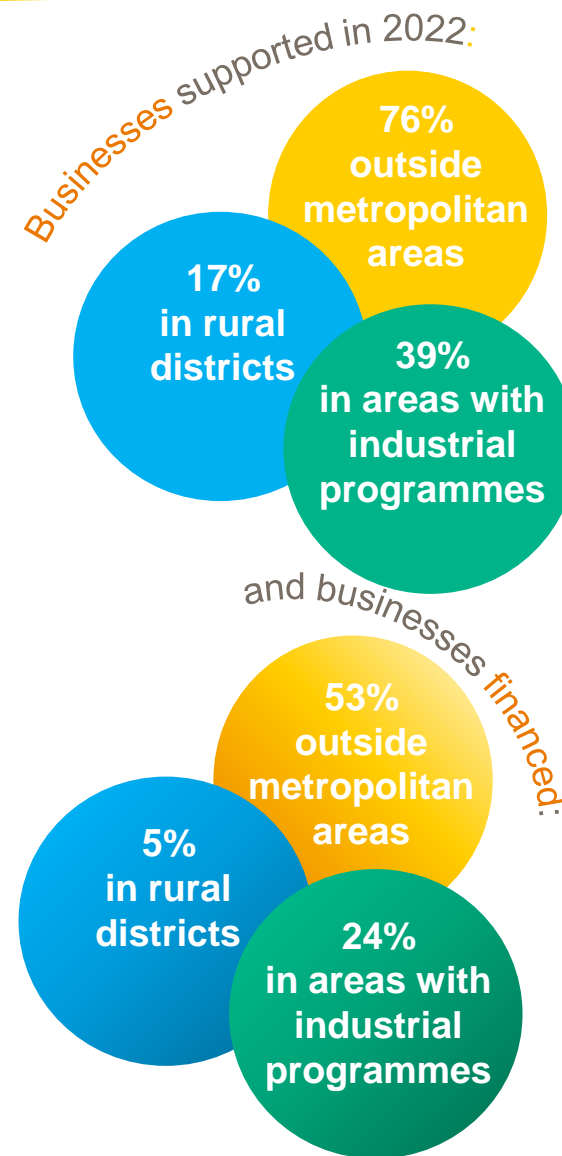 Businesses supported in 2022:
76%
outside
metropolitan
areas
17%
in rural
districts
39%
in areas with
industrial
programmes
and businesses financed:
53%
outside
metropolitan
areas
5%
in rural
districts
24%
in areas with
industrial
programmes